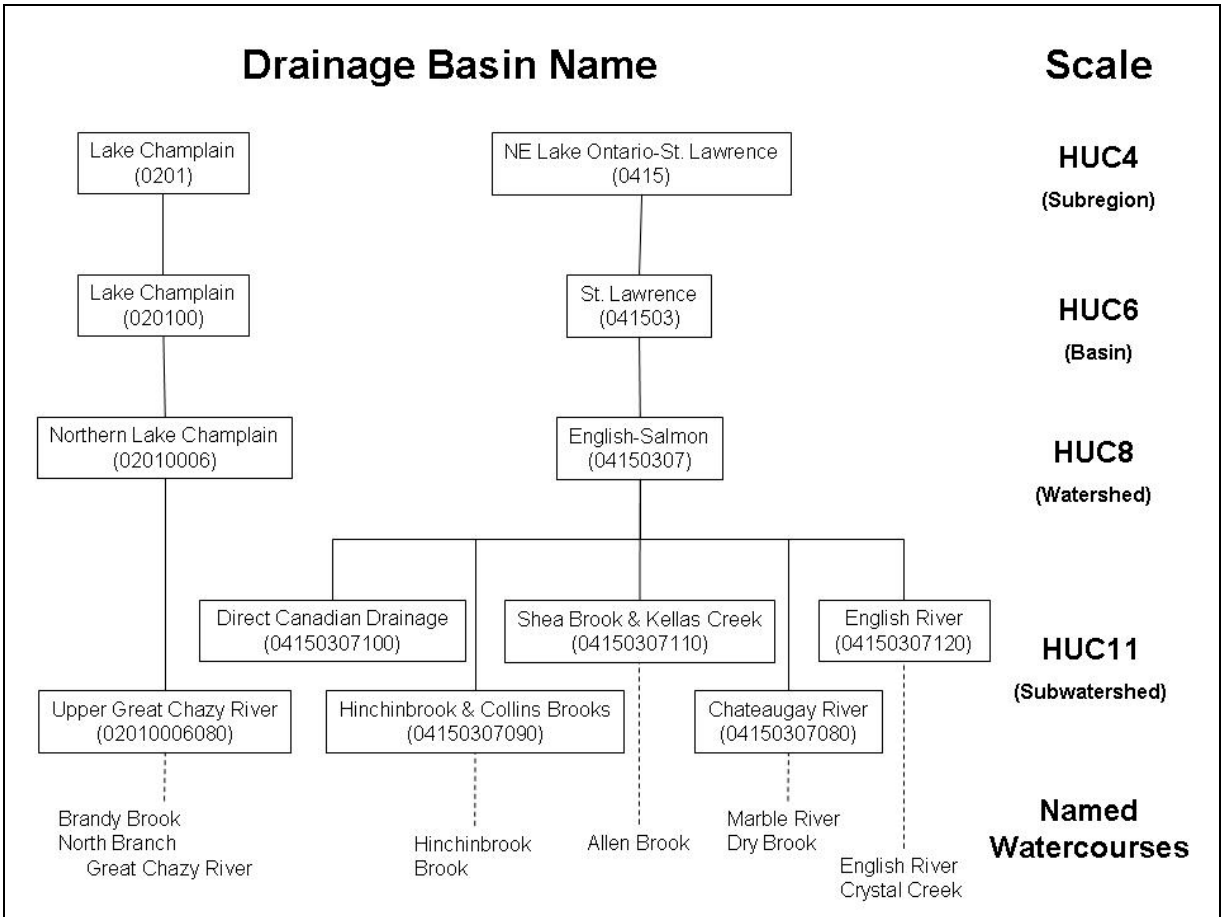 Drainage Basin Name
Scale
Lake Champlain
(0201)
NE Lake Ontario-St. Lawrence
(0415)
HUC4
(Subregion)
Lake Champlain
(020100)
St. Lawrence
(041503)
HUC6
(Basin)
Northern Lake Champlain
(02010006)
English-Salmon
(04150307)
HUC8
(Watershed)
Direct Canadian Drainage
(04150307100)
Shea Brook & Kellas Creek
(04150307110)
English River
(04150307120)
HUC11
(Subwatershed)
Upper Great Chazy River
(02010006080)
Hinchinbrook & Collins Brooks
(04150307090)
Chateaugay River
(04150307080)
Brandy Brook
North Branch
Great Chazy River
Hinchinbrook
Brook
Allen Brook
Marble River
Dry Brook
English River
Crystal Creek
Named
Watercourses